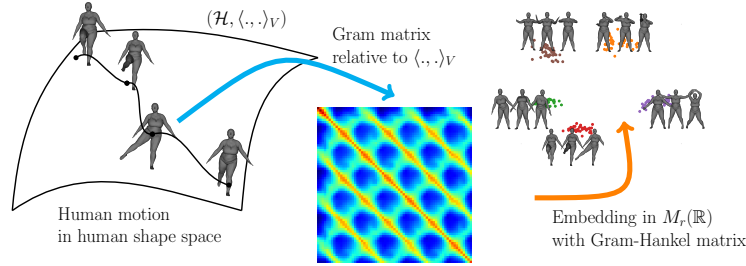 (ℋ, ⟨., .⟩_V)
Gram matrix
relative to ⟨., .⟩_V
Human motion
in human shape space
Embedding in M_r(ℝ)
with Gram-Hankel matrix